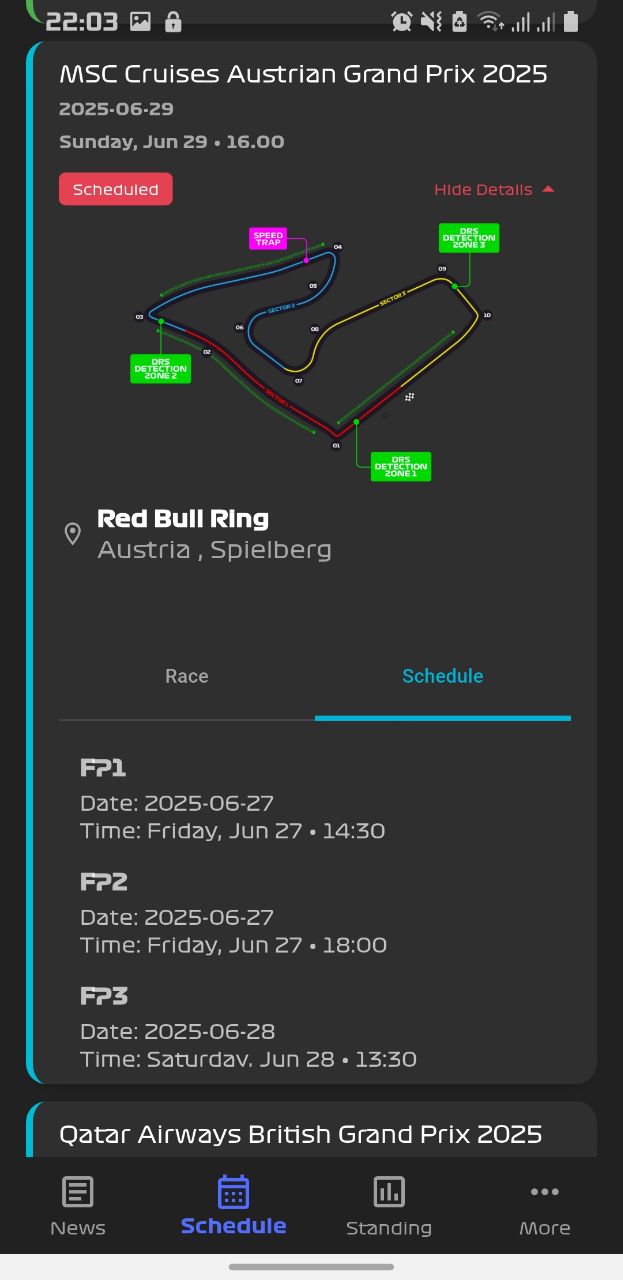 22:03
MSC Cruises Austrian Grand Prix 2025
2025-06-29
Sunday, Jun 29 • 16.00
Scheduled
Hide Details
SPEED
TRAP
04
DRS
DETECTION
ZONE 3
09
05
SECTOR 2
SECTOR 3
03
06
08
10
02
DRS
DETECTION
ZONE 2
07
SECTOR 1
01
DRS
DETECTION
ZONE 1
Red Bull Ring
Austria , Spielberg
Race
Schedule
FP1
Date: 2025-06-27
Time: Friday, Jun 27 • 14:30
FP2
Date: 2025-06-27
Time: Friday, Jun 27 • 18:00
FP3
Date: 2025-06-28
Time: Saturday, Jun 28 • 13:30
Qatar Airways British Grand Prix 2025
News
Schedule
Standing
More